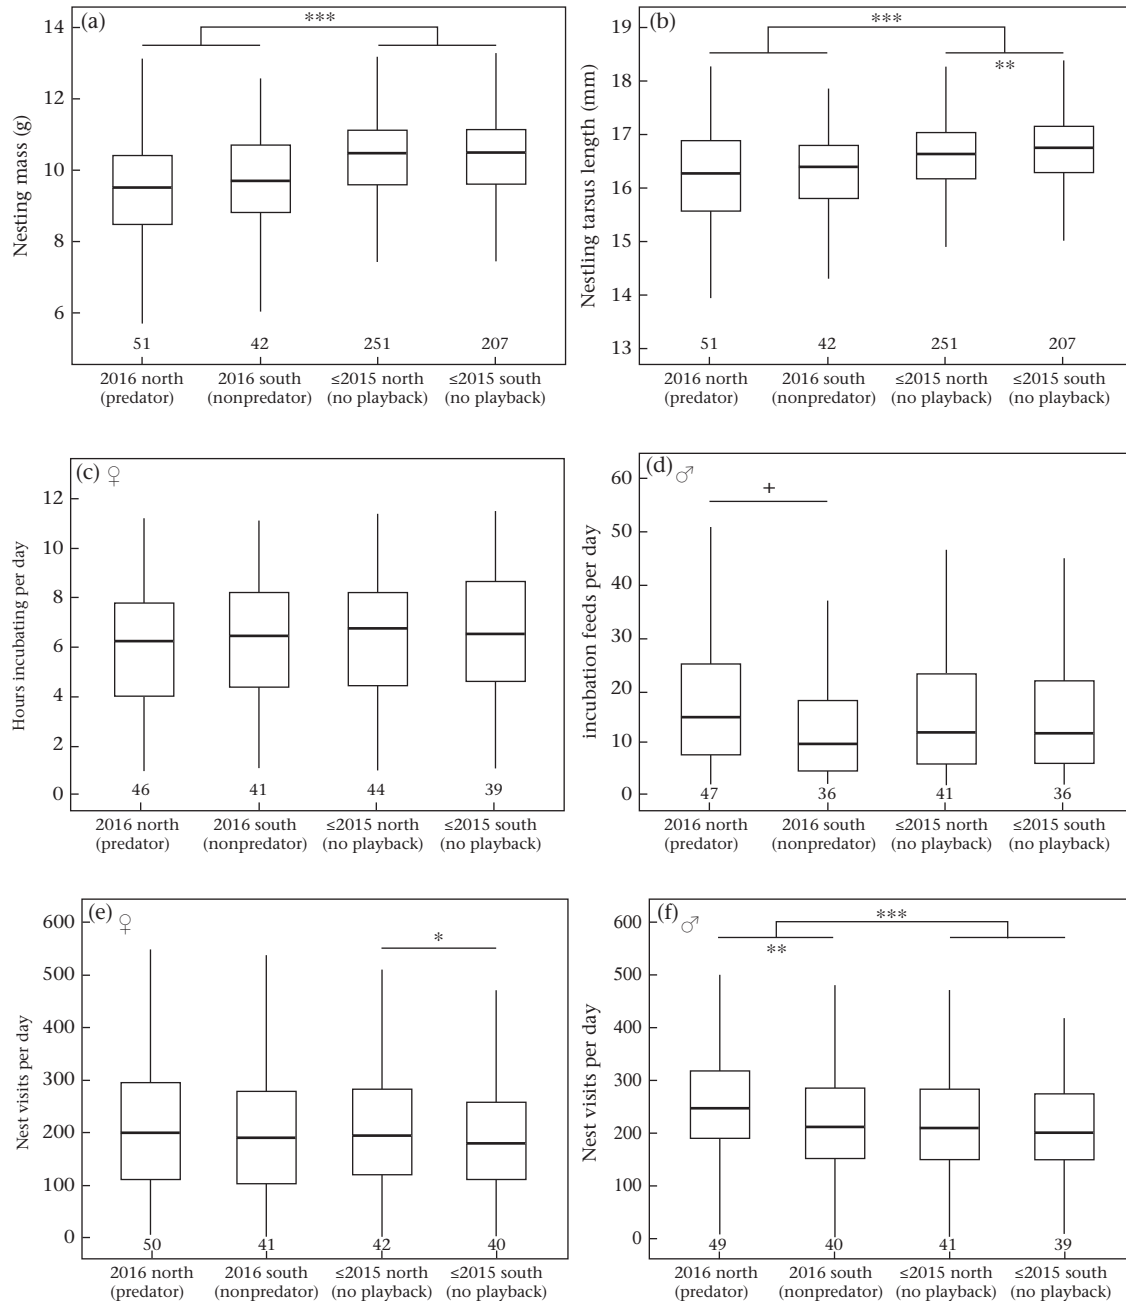 (a)
***
14
12
10
8
6
Nesting mass (g)
51 42 251 207
2016 north 2016 south ≤2015 north ≤2015 south
(predator) (nonpredator) (no playback) (no playback)
(b)
***
**
19
18
17
16
15
14
13
Nestling tarsus length (mm)
51 42 251 207
2016 north 2016 south ≤2015 north ≤2015 south
(predator) (nonpredator) (no playback) (no playback)
(c) ♀
12
10
8
6
4
2
0
Hours incubating per day
46 41 44 39
2016 north 2016 south ≤2015 north ≤2015 south
(predator) (nonpredator) (no playback) (no playback)
(d) ♂
+
60
50
40
30
20
10
0
incubation feeds per day
47 36 41 36
2016 north 2016 south ≤2015 north ≤2015 south
(predator) (nonpredator) (no playback) (no playback)
(e) ♀
*
600
500
400
300
200
100
0
Nest visits per day
50 41 42 40
2016 north 2016 south ≤2015 north ≤2015 south
(predator) (nonpredator) (no playback) (no playback)
(f) ♂
***
**
600
500
400
300
200
100
0
Nest visits per day
49 40 41 39
2016 north 2016 south ≤2015 north ≤2015 south
(predator) (nonpredator) (no playback) (no playback)